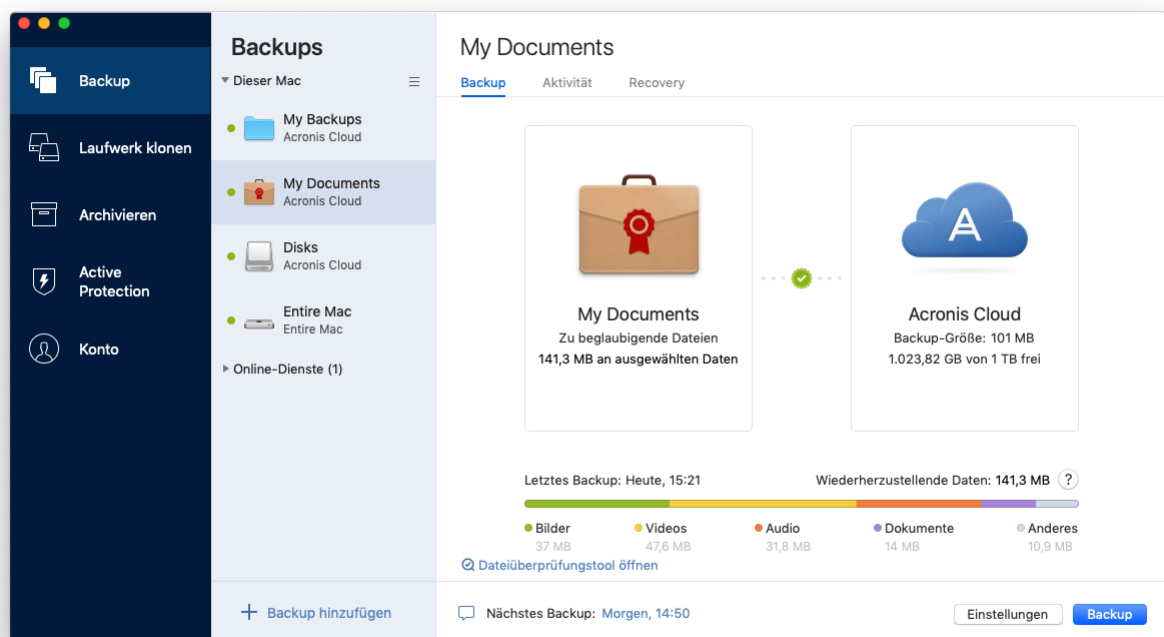 Backup
Laufwerk klonen
Archivieren
Active
Protection
Konto
Backups
Dieser Mac
My Backups
Acronis Cloud
My Documents
Acronis Cloud
Disks
Acronis Cloud
Entire Mac
Entire Mac
Online-Dienste (1)
Backup hinzufügen
My Documents
Backup Aktivität Recovery
My Documents
Zu beglaubigende Dateien
141,3 MB an ausgewählten Daten
Acronis Cloud
Backup-Größe: 101 MB
1.023,82 GB von 1 TB frei
Letztes Backup: Heute, 15:21 Wiederherzustellende Daten: 141,3 MB ?
Bilder Videos Audio Dokumente Anderes
37 MB 47,6 MB 31,8 MB 14 MB 10,9 MB
Dateiüberprüfungstool öffnen
Nächstes Backup: Morgen, 14:50 Einstellungen Backup